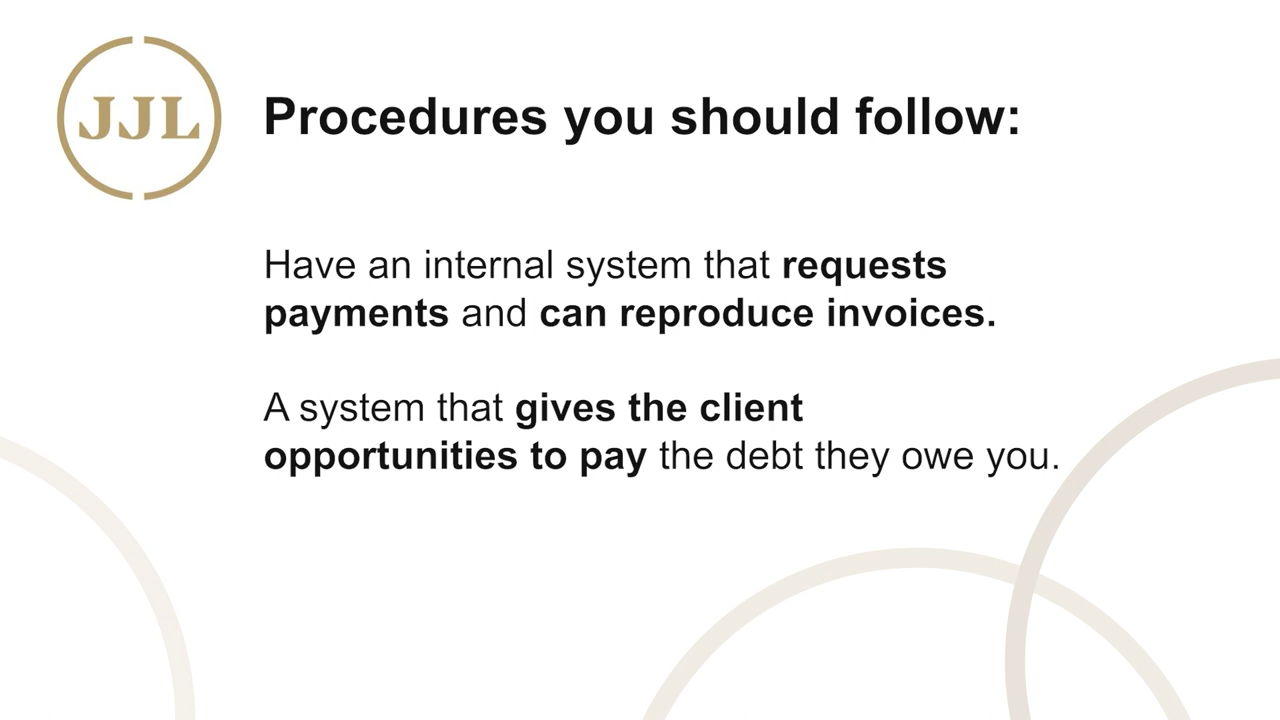 JJL
Procedures you should follow:
Have an internal system that requests
payments and can reproduce invoices.
A system that gives the client
opportunities to pay the debt they owe you.